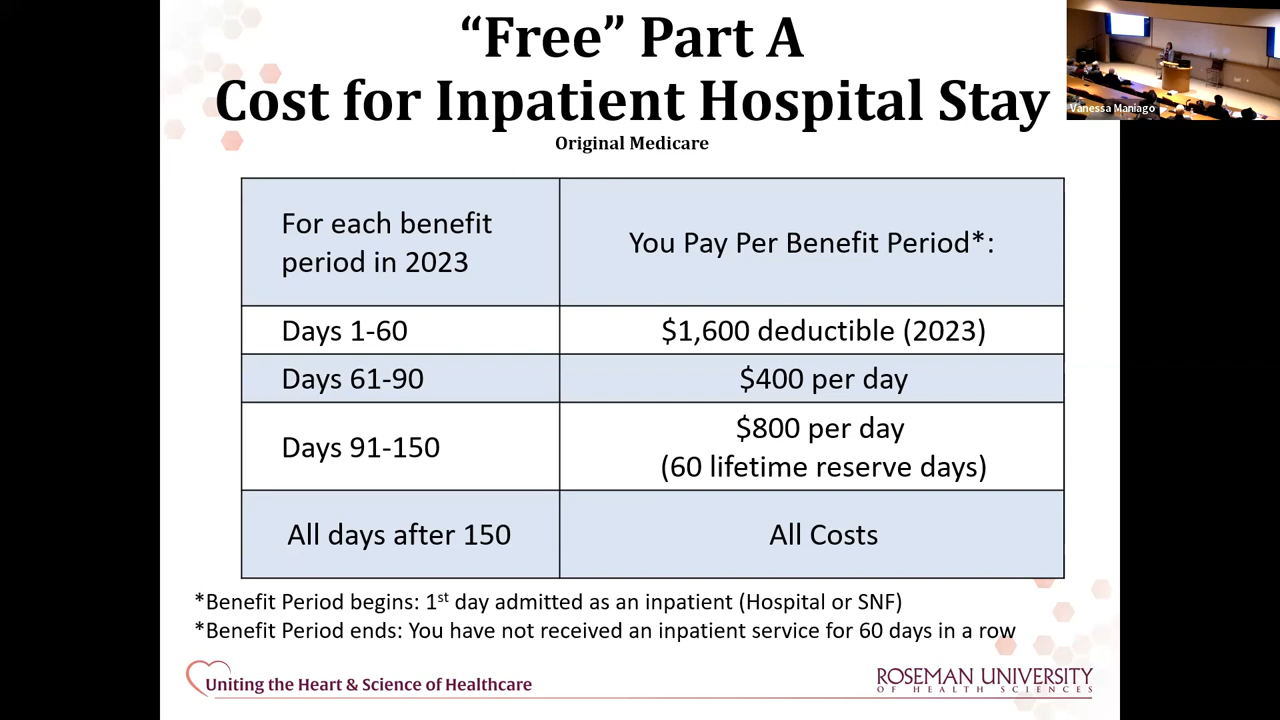 “Free” Part A
Cost for Inpatient Hospital Stay
Original Medicare
Vanessa Maniago
For each benefit
period in 2023
You Pay Per Benefit Period*:
Days 1-60
$1,600 deductible (2023)
Days 61-90
$400 per day
Days 91-150
$800 per day
(60 lifetime reserve days)
All days after 150
All Costs
*Benefit Period begins: 1st day admitted as an inpatient (Hospital or SNF)
*Benefit Period ends: You have not received an inpatient service for 60 days in a row
Uniting the Heart & Science of Healthcare
ROSEMAN UNIVERSITY
OF HEALTH SCIENCES